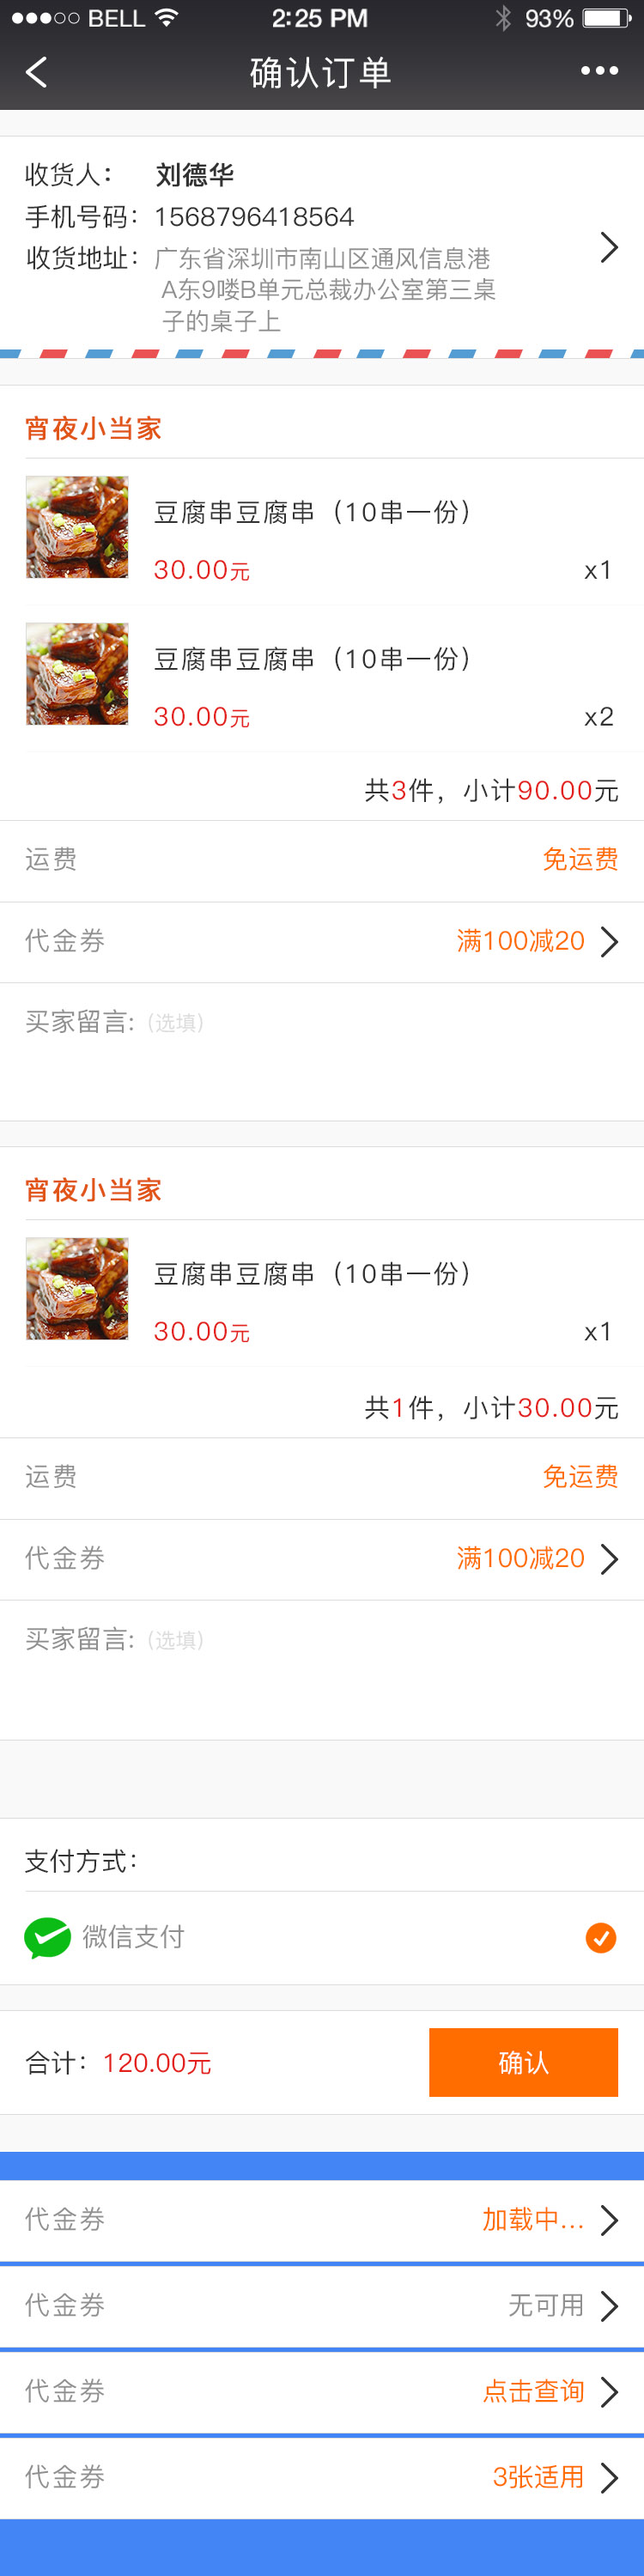 BELL 2:25 PM 93%
确认订单
收货人： 刘德华
手机号码：1568796418564
收货地址：广东省深圳市南山区通风信息港
A东9喽B单元总裁办公室第三桌
子的桌子上
宵夜小当家
豆腐串豆腐串（10串一份）
30.00元 x1
豆腐串豆腐串（10串一份）
30.00元 x2
共3件，小计90.00元
运费 免运费
代金券 满100减20
买家留言:（选填）
宵夜小当家
豆腐串豆腐串（10串一份）
30.00元 x1
共1件，小计30.00元
运费 免运费
代金券 满100减20
买家留言:（选填）
支付方式：
微信支付
合计：120.00元 确认
代金券 加载中...
代金券 无可用
代金券 点击查询
代金券 3张适用